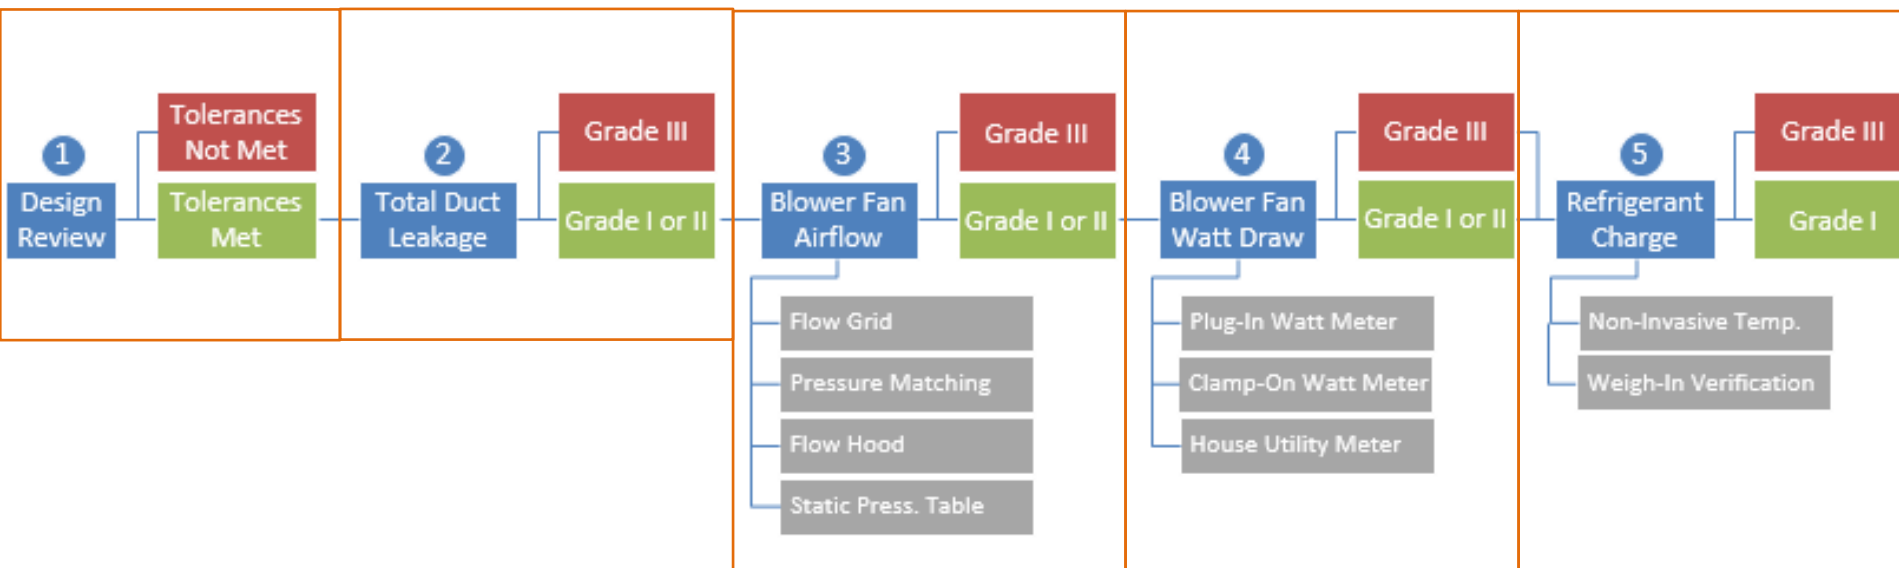 1
Design
Review
Tolerances
Not Met
Tolerances
Met
2
Total Duct
Leakage
Grade III
Grade I or II
3
Blower Fan
Airflow
Grade III
Grade I or II
Flow Grid
Pressure Matching
Flow Hood
Static Press. Table
4
Blower Fan
Watt Draw
Grade III
Grade I or II
Plug-In Watt Meter
Clamp-On Watt Meter
House Utility Meter
5
Refrigerant
Charge
Grade III
Grade I
Non-Invasive Temp.
Weigh-In Verification